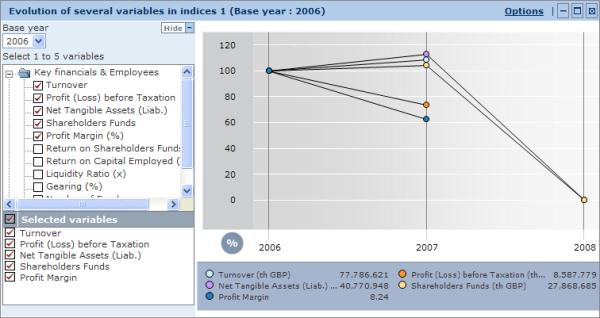 Evolution of several variables in indices 1 (Base year : 2006)
Options
Base year
Hide
2006
Select 1 to 5 variables
Key financials & Employees
Turnover
Profit (Loss) before Taxation
Net Tangible Assets (Liab.)
Shareholders Funds
Profit Margin (%)
Return on Shareholders Fund
Return on Capital Employed (
Liquidity Ratio (x)
Gearing (%)
Selected variables
Turnover
Profit (Loss) before Taxation
Net Tangible Assets (Liab.)
Shareholders Funds
Profit Margin
120
100
80
60
40
20
0
%
2006 2007 2008
Turnover (th GBP) 77,786.621 Profit (Loss) before Taxation (th... 8.587.779
Net Tangible Assets (Liab.) ... 40,770.948 Shareholders Funds (th GBP) 27,868.685
Profit Margin 8.24